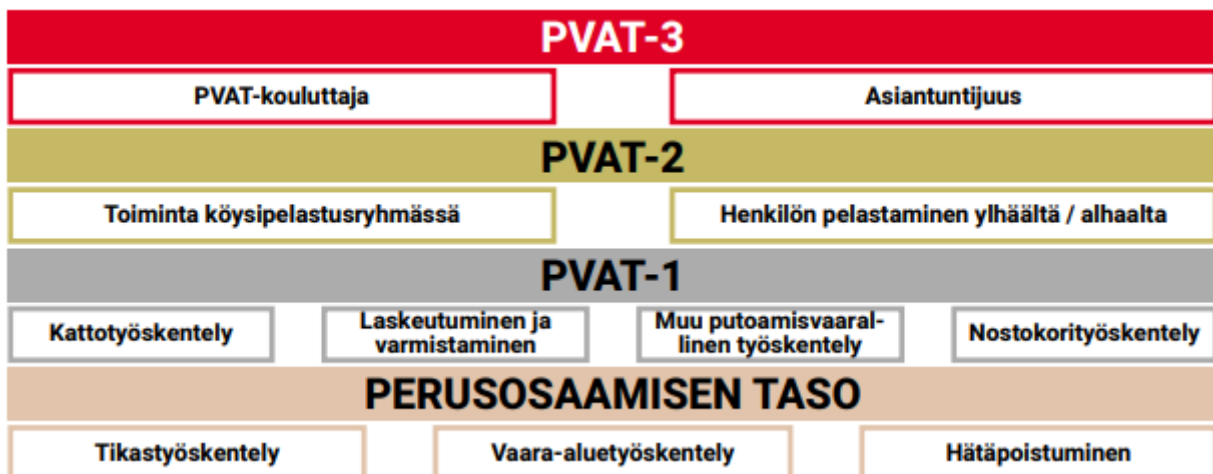 PVAT-3
PVAT-kouluttaja
Asiantuntijuus
PVAT-2
Toiminta köysipelastusryhmässä
Henkilön pelastaminen ylhäältä / alhaalta
PVAT-1
Kattotyöskentely
Laskeutuminen ja
varmistaminen
Muu putoamisvaaral-
linen työskentely
Nostokorityöskentely
PERUSOSAAMISEN TASO
Tikastyöskentely
Vaara-aluetyöskentely
Hätäpoistuminen